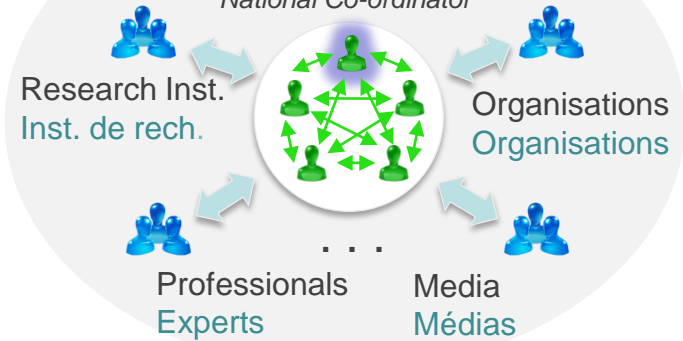 National Co-ordinator
Research Inst.
Inst. de rech.
Organisations
Organisations
. . .
Professionals
Experts
Media
Médias